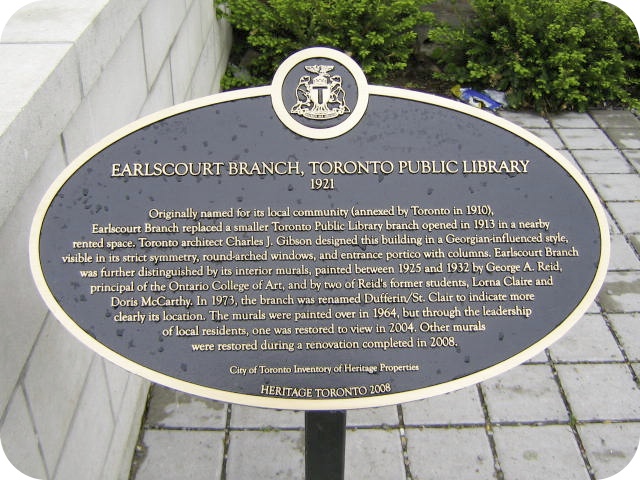 EARLSCOURT BRANCH, TORONTO PUBLIC LIBRARY
1921
Originally named for its local community (annexed by Toronto in 1910),
Earlscourt Branch replaced a smaller Toronto Public Library branch opened in 1913 in a nearby
rented space. Toronto architect Charles J. Gibson designed this building in a Georgian-influenced style,
visible in its strict symmetry, round-arched windows, and entrance portico with columns. Earlscourt Branch
was further distinguished by its interior murals, painted between 1925 and 1932 by George A. Reid,
principal of the Ontario College of Art, and by two of Reid's former students, Lorna Claire and
Doris McCarthy. In 1973, the branch was renamed Dufferin/St. Clair to indicate more
clearly its location. The murals were painted over in 1964, but through the leadership
of local residents, one was restored to view in 2004. Other murals
were restored during a renovation completed in 2008.
City of Toronto Inventory of Heritage Properties
HERITAGE TORONTO 2008